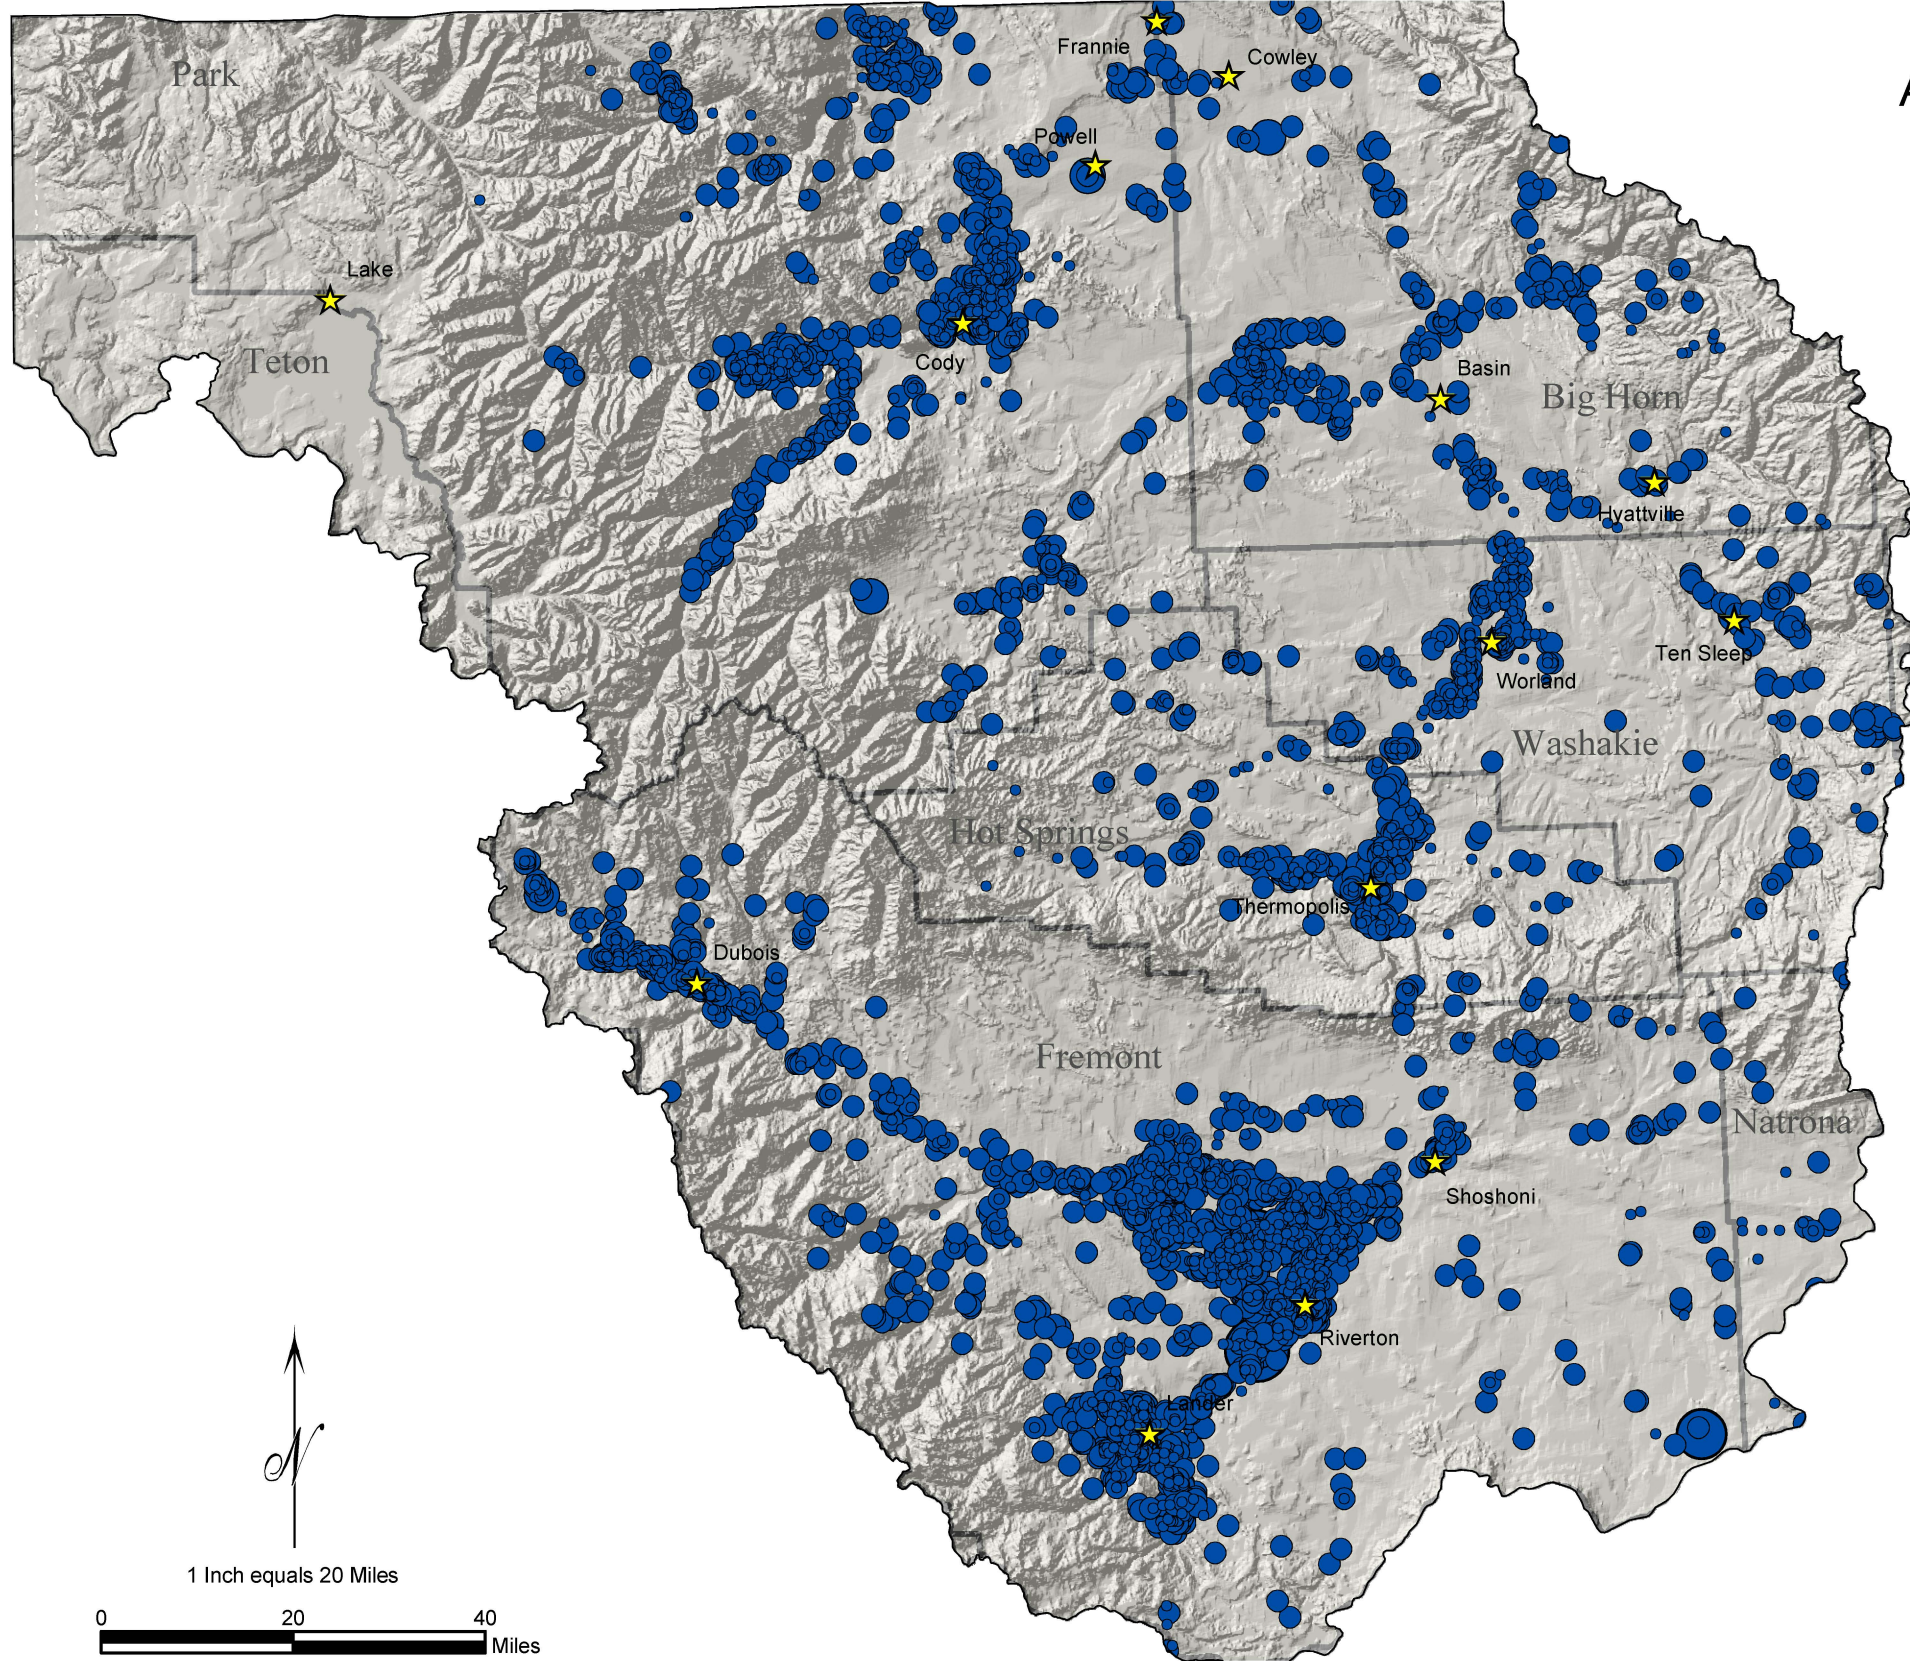 Frannie
Cowley
Park
A
Powell
Lake
Teton
Cody
Basin
Big Horn
Hyattville
Ten Sleep
Worland
Washakie
Hot Springs
Thermopolis
Dubois
Fremont
Natrona
Shoshoni
Riverton
Lander
N
1 Inch equals 20 Miles
0 20 40
Miles